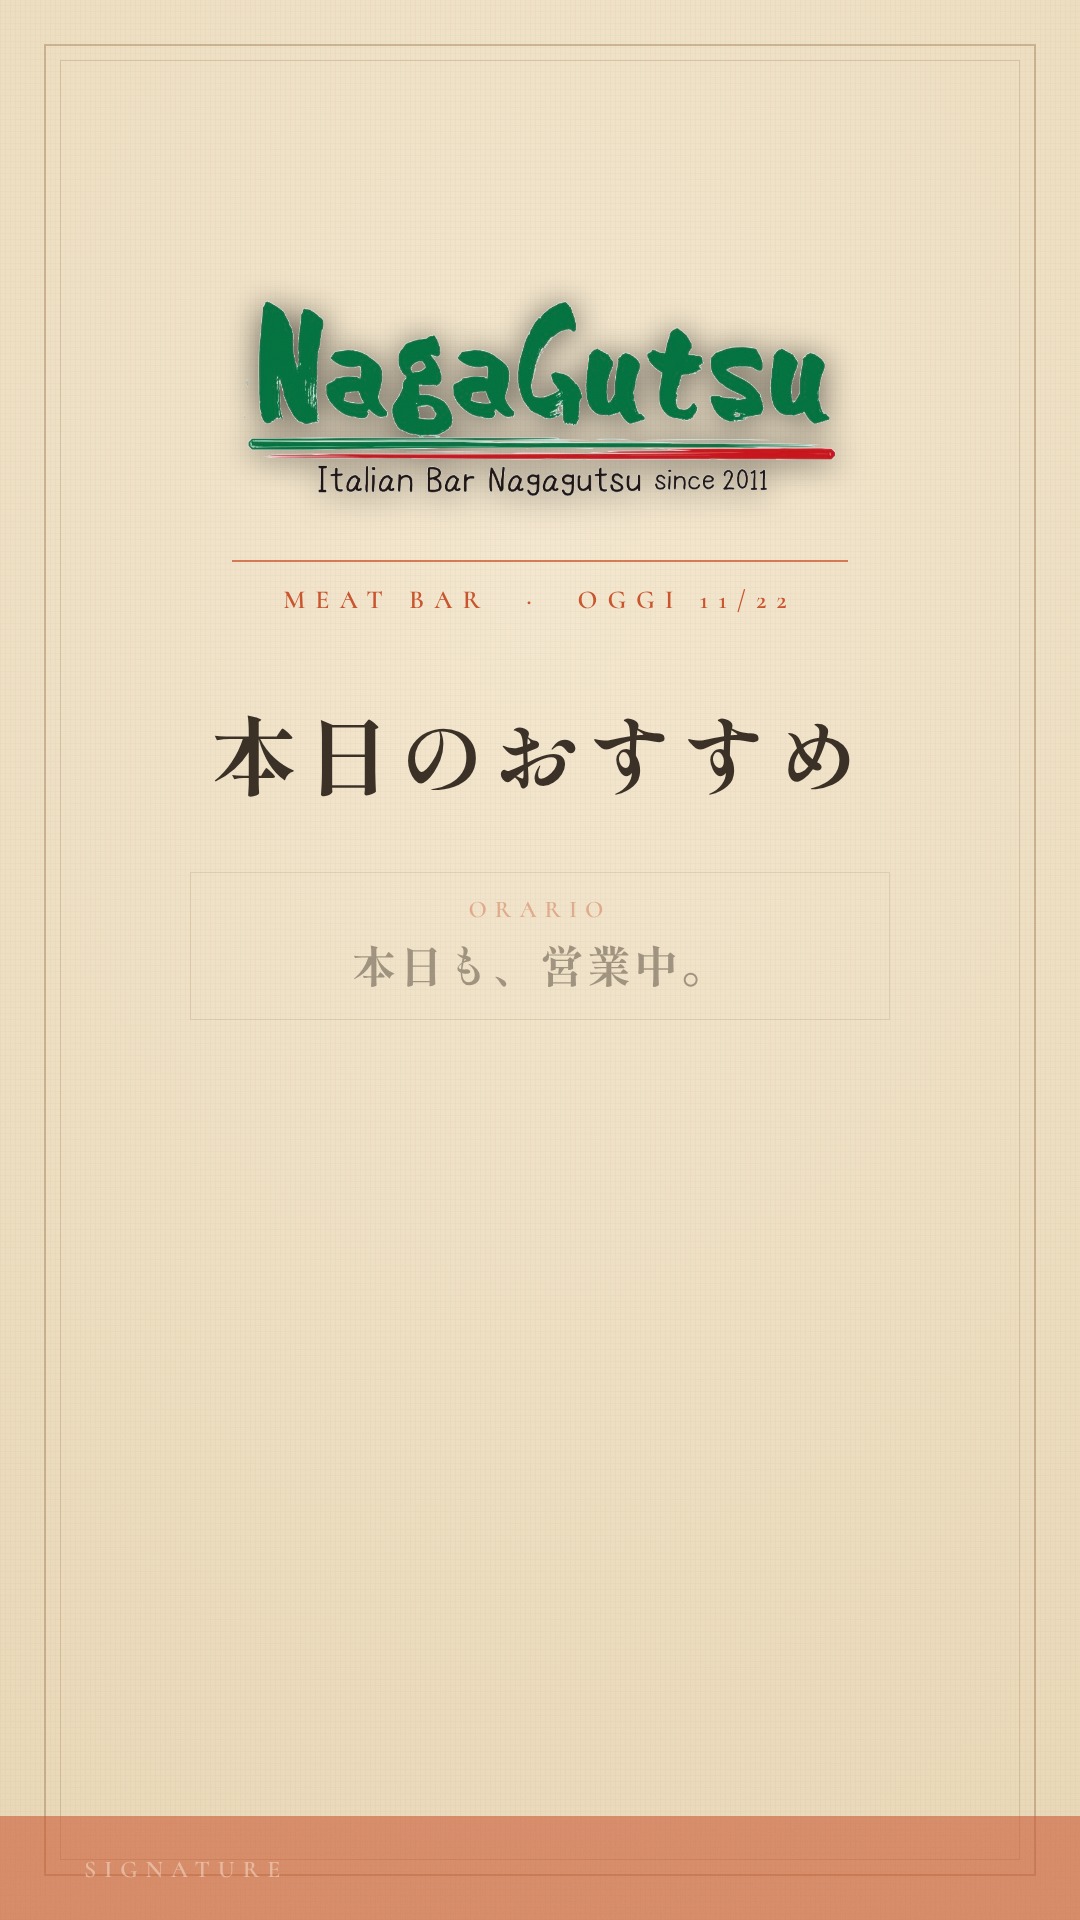 NagaGutsu
Italian Bar Nagagutsu since 2011
MEAT BAR · OGGI 11/22
本日のおすすめ
ORARIO
本日も、営業中。
SIGNATURE